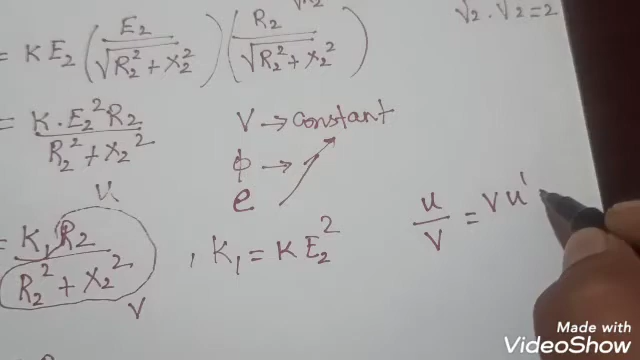 = K E₂ (E₂ / √(R₂² + X₂²)) (R₂ / √(R₂² + X₂²))
√2 · √2 = 2
= K · E₂² R₂ / R₂² + X₂²
V → constant
ϕ →
e
u
= K₁ R₂ / R₂² + X₂² , K₁ = K E₂²
v
u / v = v u'
Made with
VideoShow